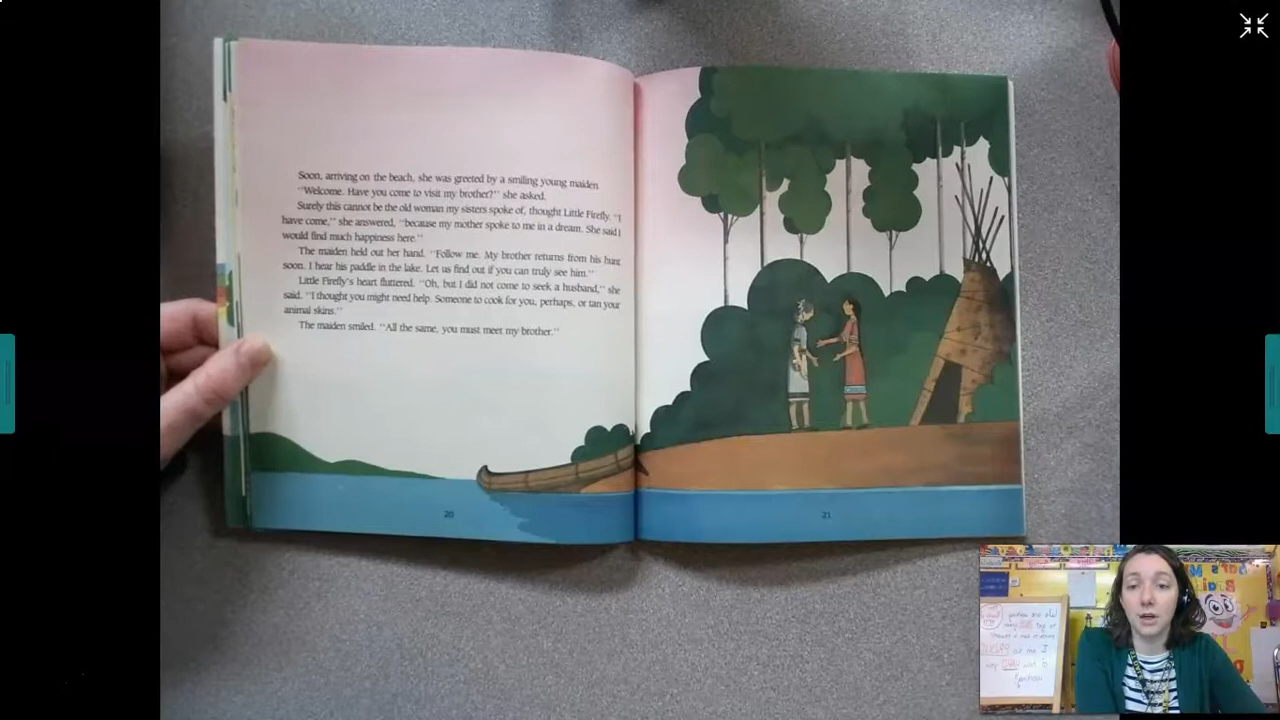 Soon, arriving on the beach, she was greeted by a smiling young maiden.
"Welcome. Have you come to visit my brother?" she asked.
Surely this cannot be the old woman my sisters spoke of, thought Little Firefly. "I
have come," she answered, "because my mother spoke to me in a dream. She said I
would find much happiness here."
The maiden held out her hand. "Follow me. My brother returns from his hunt
soon. I hear his paddle in the lake. Let us find out if you can truly see him."
Little Firefly's heart fluttered. "Oh, but I did not come to seek a husband," she
said. "I thought you might need help. Someone to cook for you, perhaps, or tan your
animal skins."
The maiden smiled. "All the same, you must meet my brother."
20
21